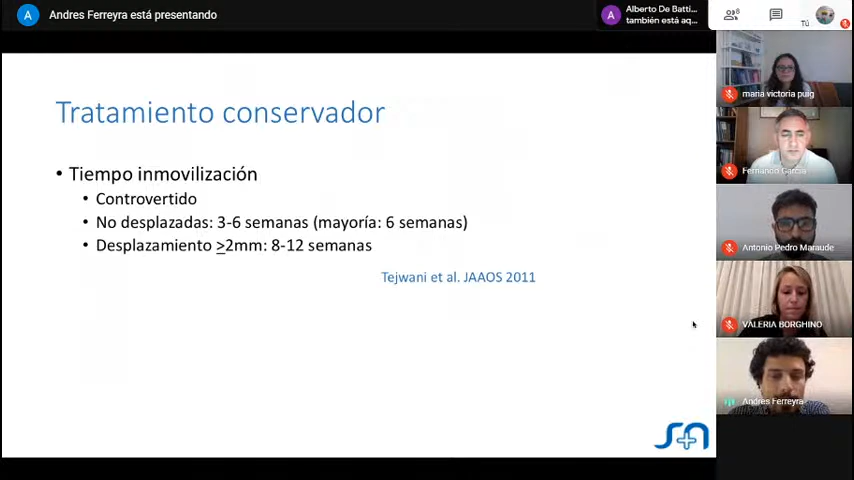 A
Andres Ferreyra está presentando
A
Alberto De Batti...
también está aq...
8
Tú
Tratamiento conservador
• Tiempo inmovilización
• Controvertido
• No desplazadas: 3-6 semanas (mayoría: 6 semanas)
• Desplazamiento >2mm: 8-12 semanas
Tejwani et al. JAAOS 2011
maria victoria puig
Fernando Garcia
Antonio Pedro Maraude
VALERIA BORGHINO
Andres Ferreyra